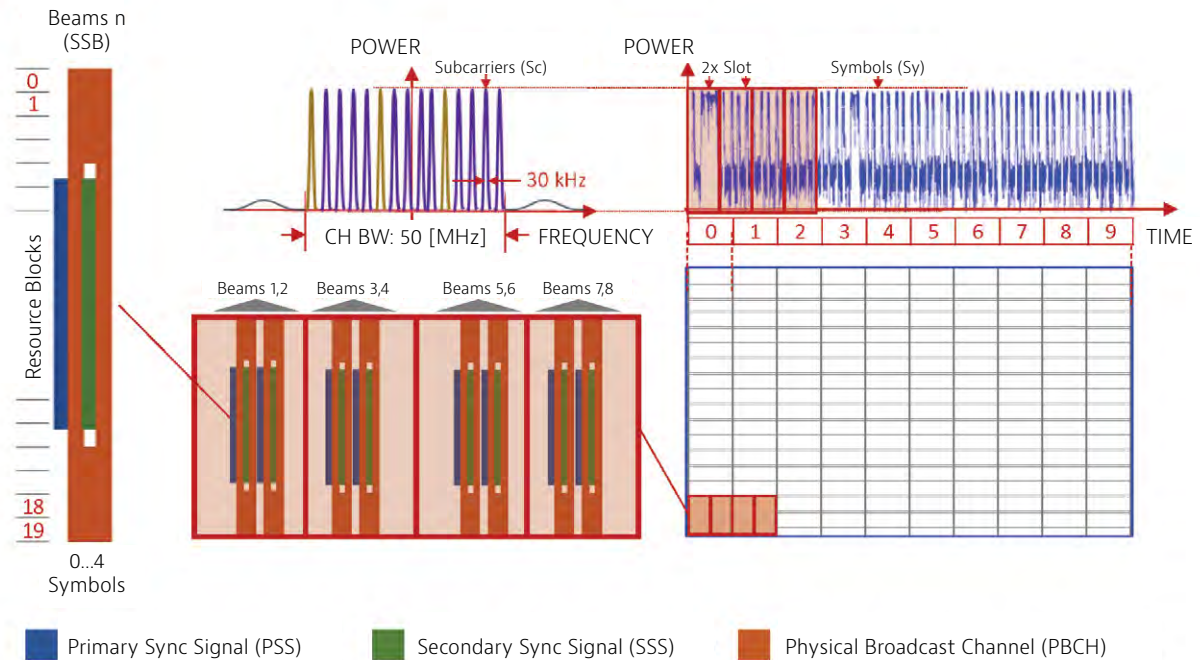 Beams n
(SSB)
0
1
Resource Blocks
18
19
0...4
Symbols
POWER
Subcarriers (Sc)
30 kHz
CH BW: 50 [MHz]
FREQUENCY
POWER
2x Slot
Symbols (Sy)
0 1 2 3 4 5 6 7 8 9
TIME
Beams 1,2
Beams 3,4
Beams 5,6
Beams 7,8
Primary Sync Signal (PSS)
Secondary Sync Signal (SSS)
Physical Broadcast Channel (PBCH)